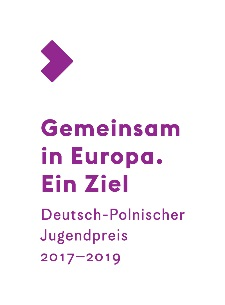 Gemeinsam
in Europa.
Ein Ziel
Deutsch-Polnischer
Jugendpreis
2017–2019